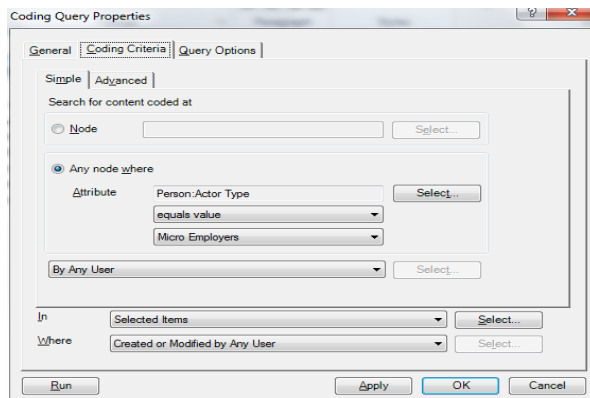 Coding Query Properties
General Coding Criteria Query Options
Simple Advanced
Search for content coded at
Node Select...
Any node where
Attribute Person:Actor Type Select...
equals value
Micro Employers
By Any User Select...
In Selected Items Select...
Where Created or Modified by Any User Select...
Run Apply OK Cancel